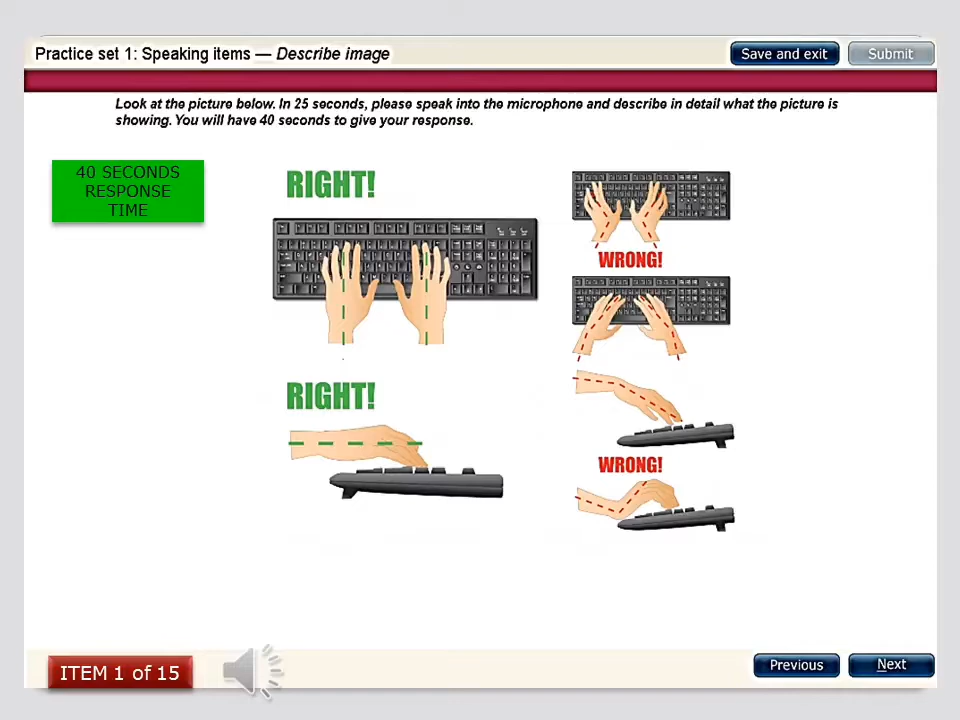 Practice set 1: Speaking items — Describe image
Save and exit
Submit
Look at the picture below. In 25 seconds, please speak into the microphone and describe in detail what the picture is
showing. You will have 40 seconds to give your response.
40 SECONDS
RESPONSE
TIME
RIGHT!
WRONG!
RIGHT!
WRONG!
ITEM 1 of 15
Previous
Next